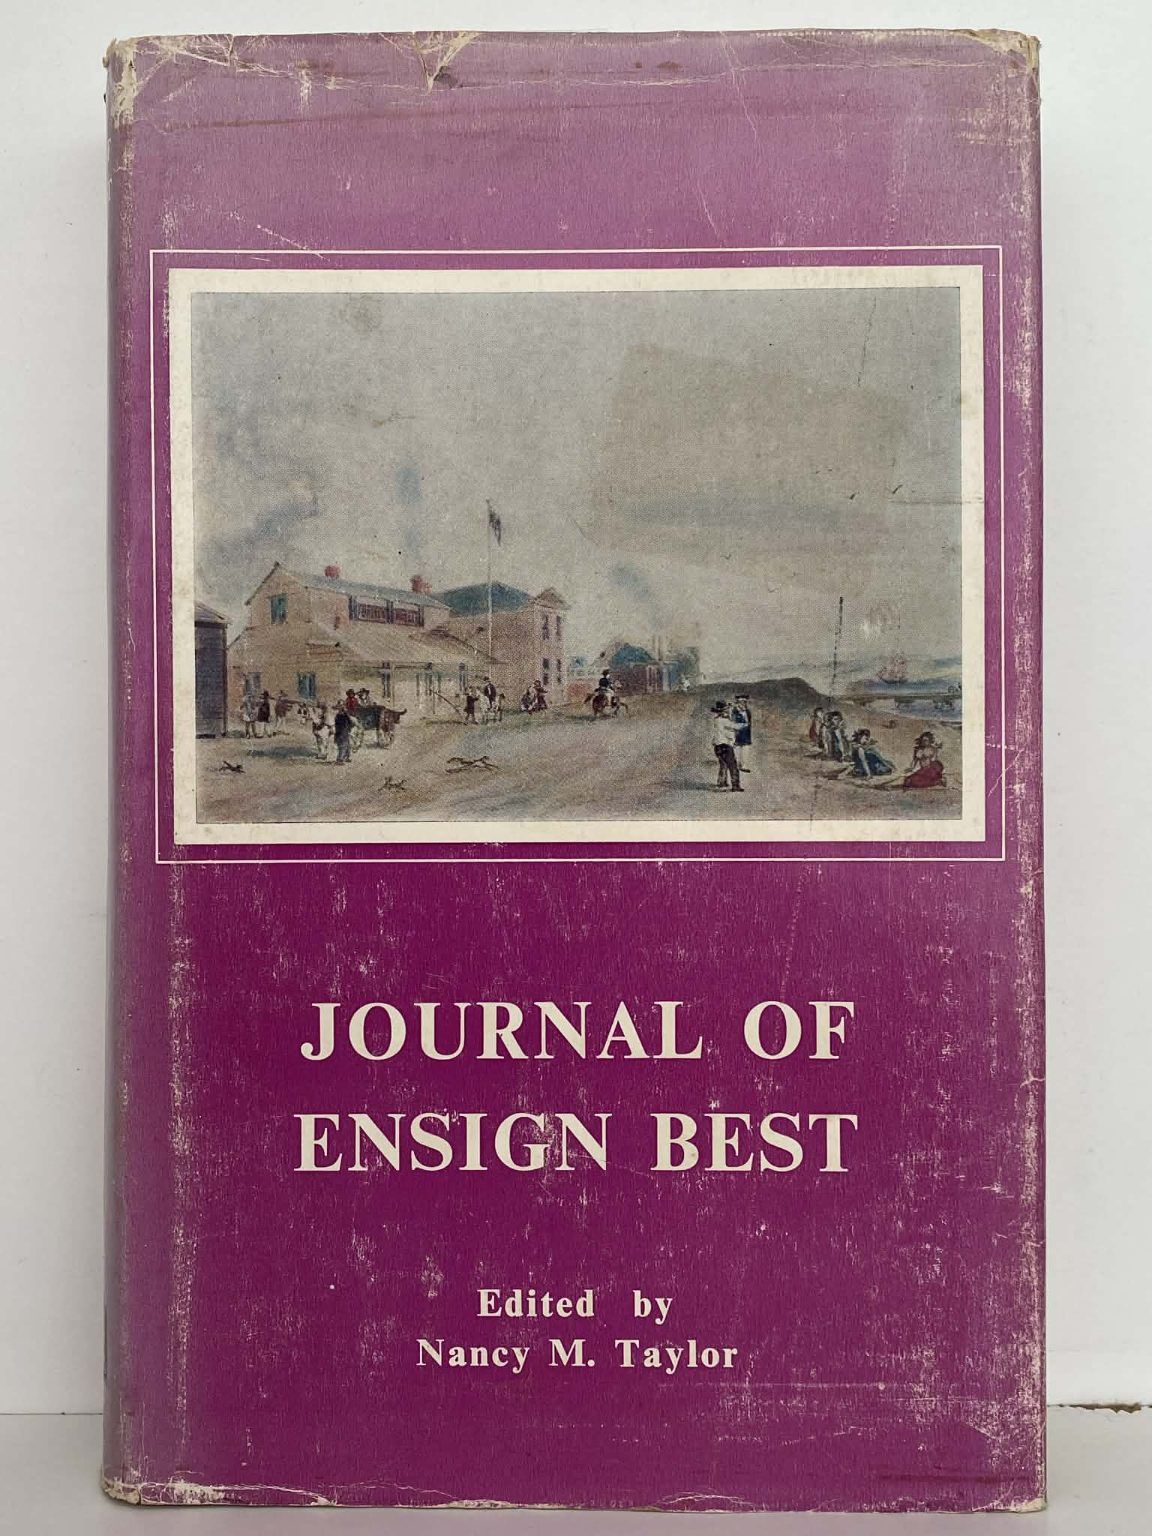 JOURNAL OF
ENSIGN BEST
Edited by
Nancy M. Taylor